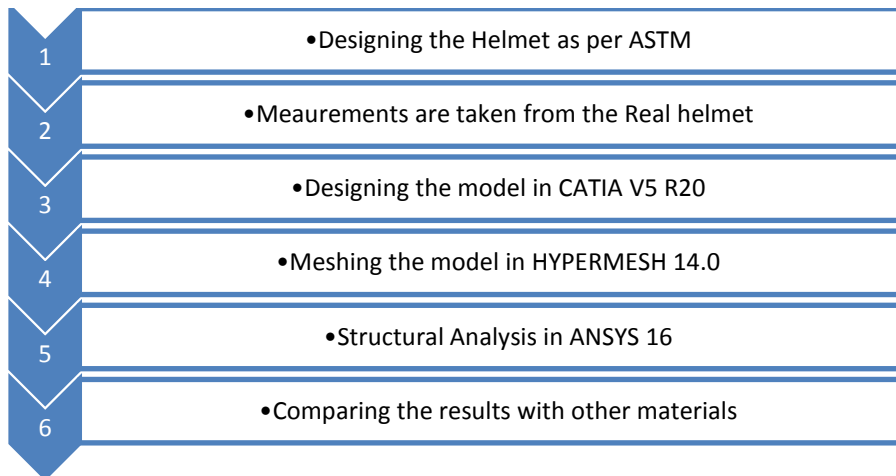 1
•Designing the Helmet as per ASTM
2
•Meaurements are taken from the Real helmet
3
•Designing the model in CATIA V5 R20
4
•Meshing the model in HYPERMESH 14.0
5
•Structural Analysis in ANSYS 16
6
•Comparing the results with other materials